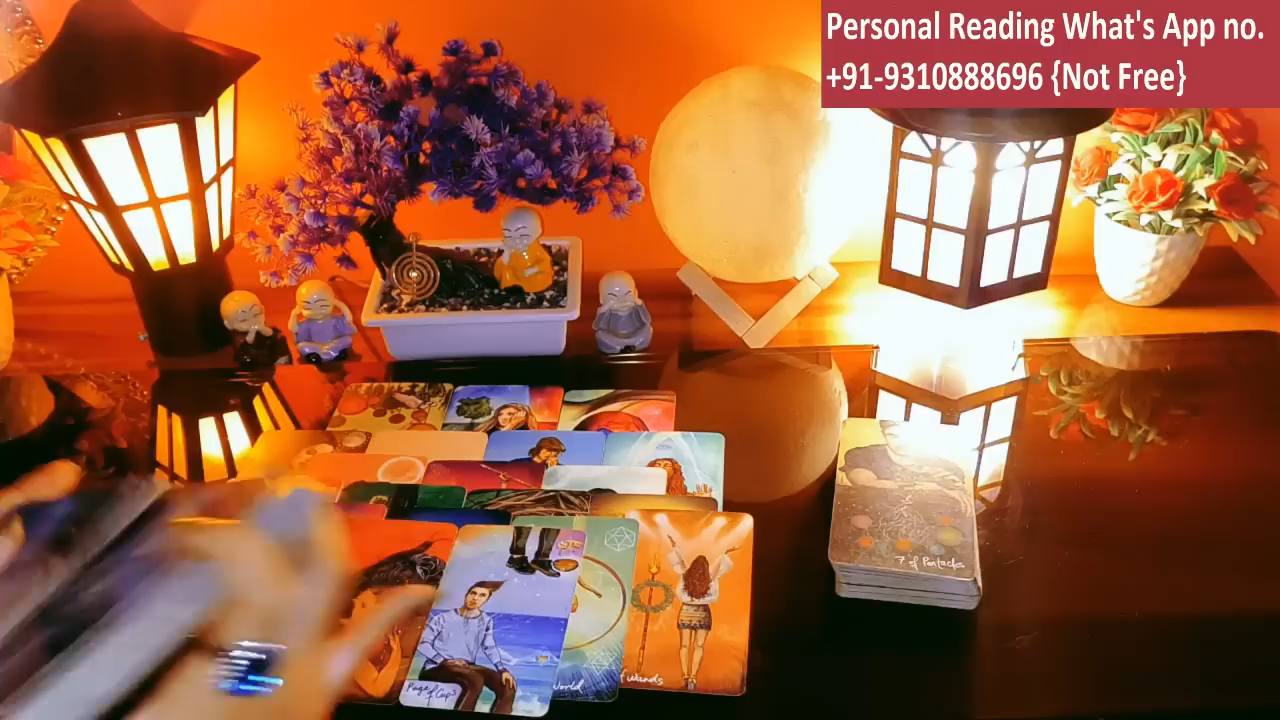 Personal Reading What's App no.
+91-9310888696 {Not Free}
7 of Pentacles
Page of Cups
World
of Wands